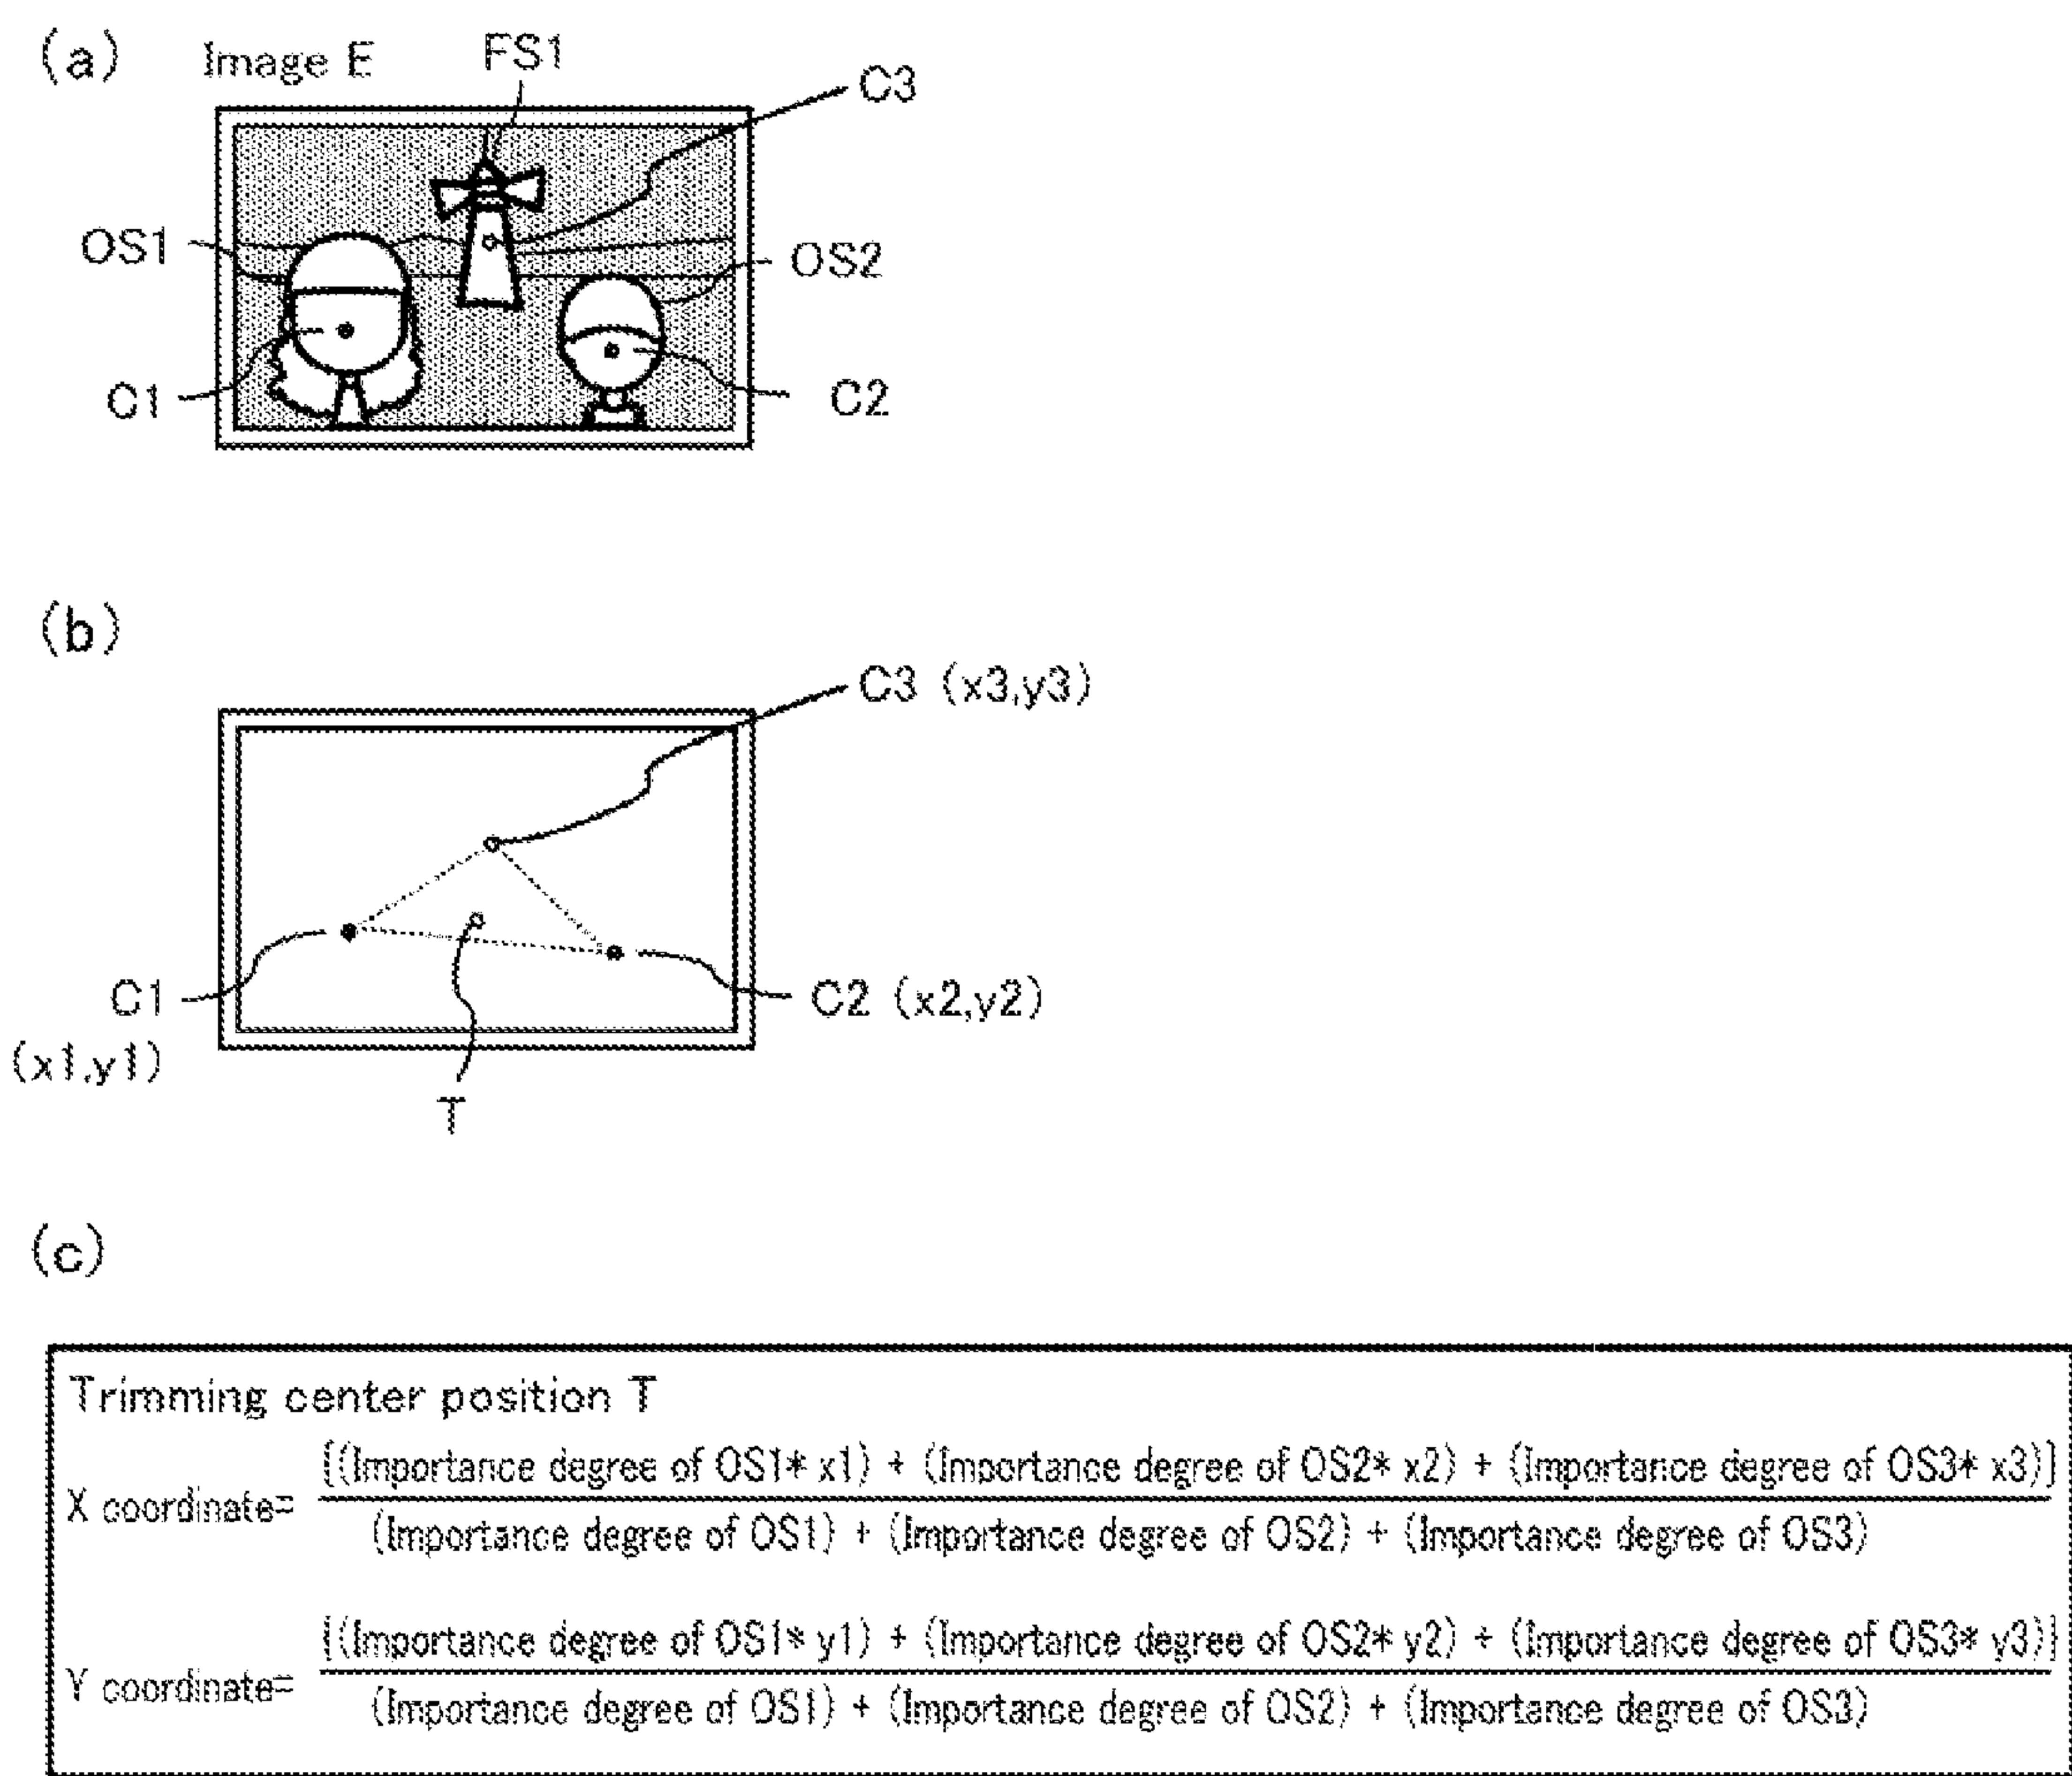 (a) Image E FS1
C3
OS1
OS2
C1
C2
(b)
C3 (x3,y3)
C1
C2 (x2,y2)
(x1,y1)
T
(c)
Trimming center position T
X coordinate= {(Importance degree of OS1* x1) + (Importance degree of OS2* x2) + (Importance degree of OS3* x3)}
(Importance degree of OS1) + (Importance degree of OS2) + (Importance degree of OS3)
Y coordinate= {(Importance degree of OS1* y1) + (Importance degree of OS2* y2) + (Importance degree of OS3* y3)}
(Importance degree of OS1) + (Importance degree of OS2) + (Importance degree of OS3)